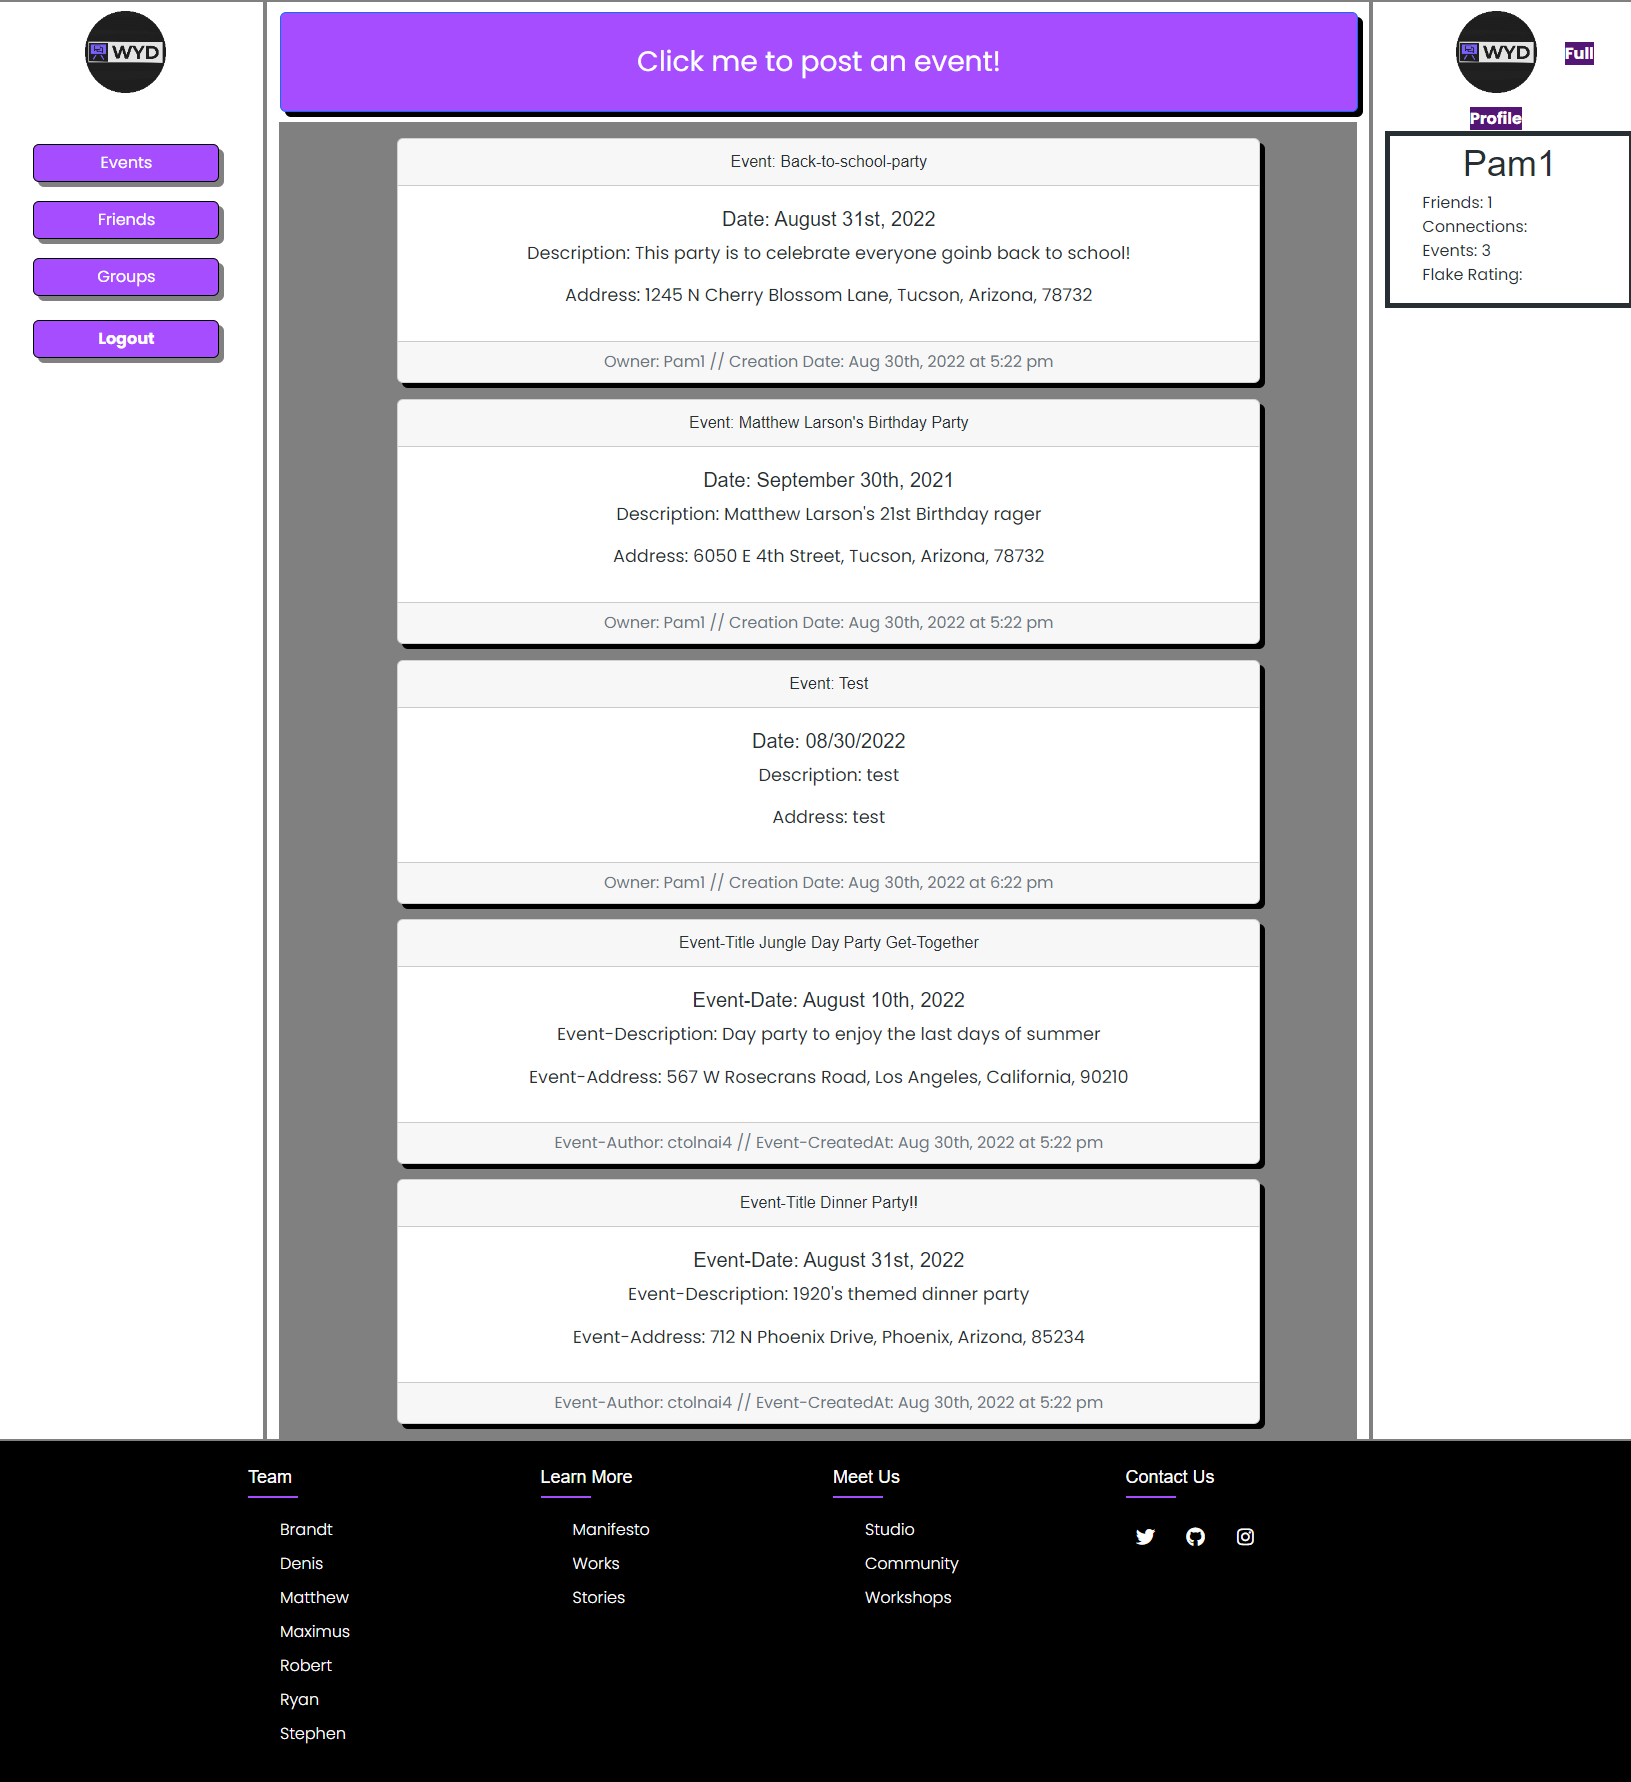 WYD
Events
Friends
Groups
Logout
Click me to post an event!
Event: Back-to-school-party
Date: August 31st, 2022
Description: This party is to celebrate everyone goinb back to school!
Address: 1245 N Cherry Blossom Lane, Tucson, Arizona, 78732
Owner: Pam1 // Creation Date: Aug 30th, 2022 at 5:22 pm
Event: Matthew Larson's Birthday Party
Date: September 30th, 2021
Description: Matthew Larson's 21st Birthday rager
Address: 6050 E 4th Street, Tucson, Arizona, 78732
Owner: Pam1 // Creation Date: Aug 30th, 2022 at 5:22 pm
Event: Test
Date: 08/30/2022
Description: test
Address: test
Owner: Pam1 // Creation Date: Aug 30th, 2022 at 6:22 pm
Event-Title Jungle Day Party Get-Together
Event-Date: August 10th, 2022
Event-Description: Day party to enjoy the last days of summer
Event-Address: 567 W Rosecrans Road, Los Angeles, California, 90210
Event-Author: ctolnai4 // Event-CreatedAt: Aug 30th, 2022 at 5:22 pm
Event-Title Dinner Party!!
Event-Date: August 31st, 2022
Event-Description: 1920's themed dinner party
Event-Address: 712 N Phoenix Drive, Phoenix, Arizona, 85234
Event-Author: ctolnai4 // Event-CreatedAt: Aug 30th, 2022 at 5:22 pm
WYD
Full
Profile
Pam1
Friends: 1
Connections:
Events: 3
Flake Rating:
Team
Brandt
Denis
Matthew
Maximus
Robert
Ryan
Stephen
Learn More
Manifesto
Works
Stories
Meet Us
Studio
Community
Workshops
Contact Us